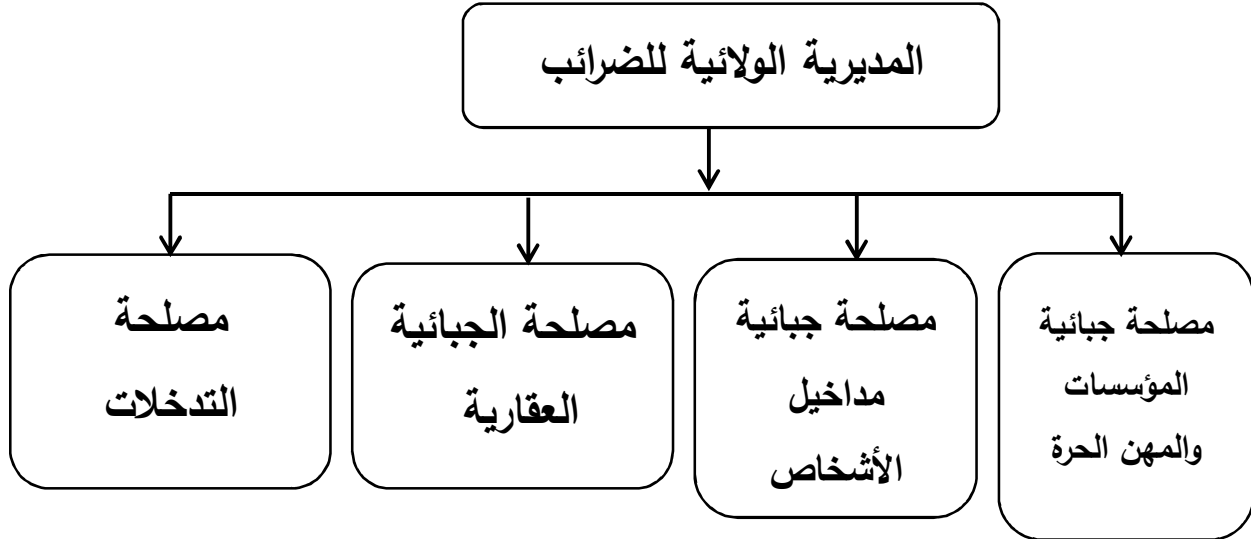 المديرية الولائية للضرائب
مصلحة جبائية
المؤسسات
والمهن الحرة
مصلحة جبائية
مداخيل
الأشخاص
مصلحة الجبائية
العقارية
مصلحة
التدخلات